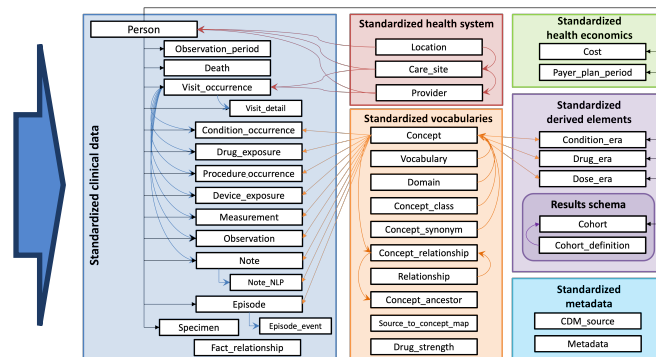 Standardized clinical data
Person
Observation_period
Death
Visit_occurrence
Visit_detail
Condition_occurrence
Drug_exposure
Procedure_occurrence
Device_exposure
Measurement
Observation
Note
Note_NLP
Episode
Specimen
Episode_event
Fact_relationship
Standardized health system
Location
Care_site
Provider
Standardized vocabularies
Concept
Vocabulary
Domain
Concept_class
Concept_synonym
Concept_relationship
Relationship
Concept_ancestor
Source_to_concept_map
Drug_strength
Standardized
health economics
Cost
Payer_plan_period
Standardized
derived elements
Condition_era
Drug_era
Dose_era
Results schema
Cohort
Cohort_definition
Standardized
metadata
CDM_source
Metadata